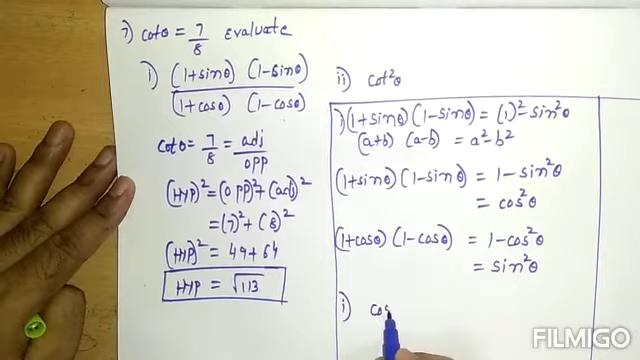 7) cotθ = 7/8 evaluate
i) (1+sinθ) (1-sinθ) / (1+cosθ) (1-cosθ)
ii) cot²θ
cotθ = 7/8 = adj/opp
(HYP)² = (opp)² + (adj)²
= (7)² + (8)²
(HYP)² = 49 + 64
HYP = √113
i) (1+sinθ) (1-sinθ) = (1)² - sin²θ
(a+b) (a-b) = a² - b²
(1+sinθ) (1-sinθ) = 1 - sin²θ
= cos²θ
(1+cosθ) (1-cosθ) = 1 - cos²θ
= sin²θ
i) cos
FILMIGO